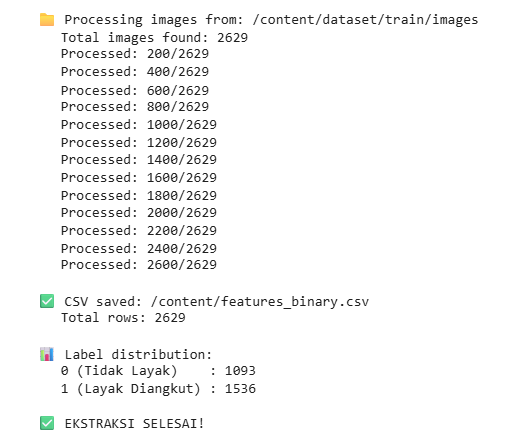 Processing images from: /content/dataset/train/images
Total images found: 2629
Processed: 200/2629
Processed: 400/2629
Processed: 600/2629
Processed: 800/2629
Processed: 1000/2629
Processed: 1200/2629
Processed: 1400/2629
Processed: 1600/2629
Processed: 1800/2629
Processed: 2000/2629
Processed: 2200/2629
Processed: 2400/2629
Processed: 2600/2629
✅ CSV saved: /content/features_binary.csv
Total rows: 2629
📊 Label distribution:
0 (Tidak Layak)    : 1093
1 (Layak Diangkut) : 1536
✅ EKSTRAKSI SELESAI!